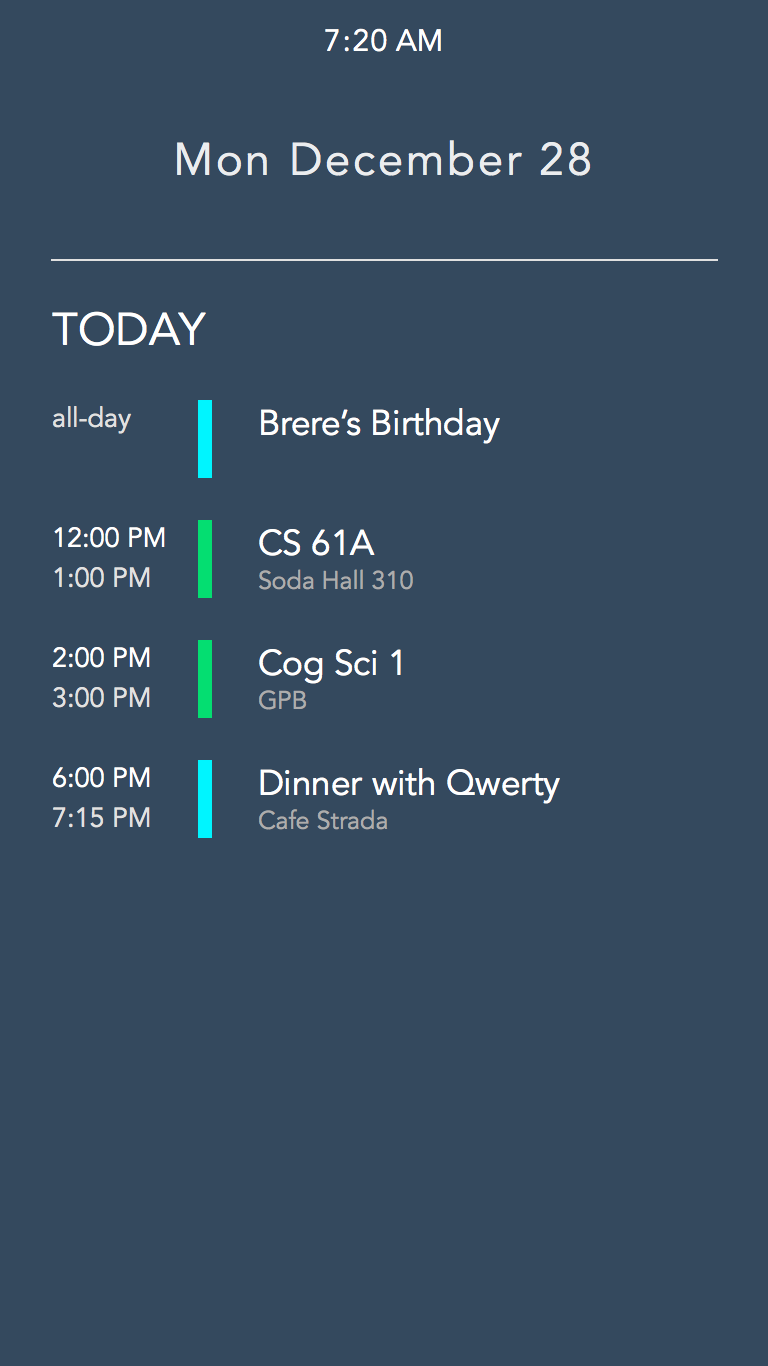 7:20 AM
Mon December 28
TODAY
all-day
Brere’s Birthday
12:00 PM
CS 61A
1:00 PM
Soda Hall 310
2:00 PM
Cog Sci 1
3:00 PM
GPB
6:00 PM
Dinner with Qwerty
7:15 PM
Cafe Strada